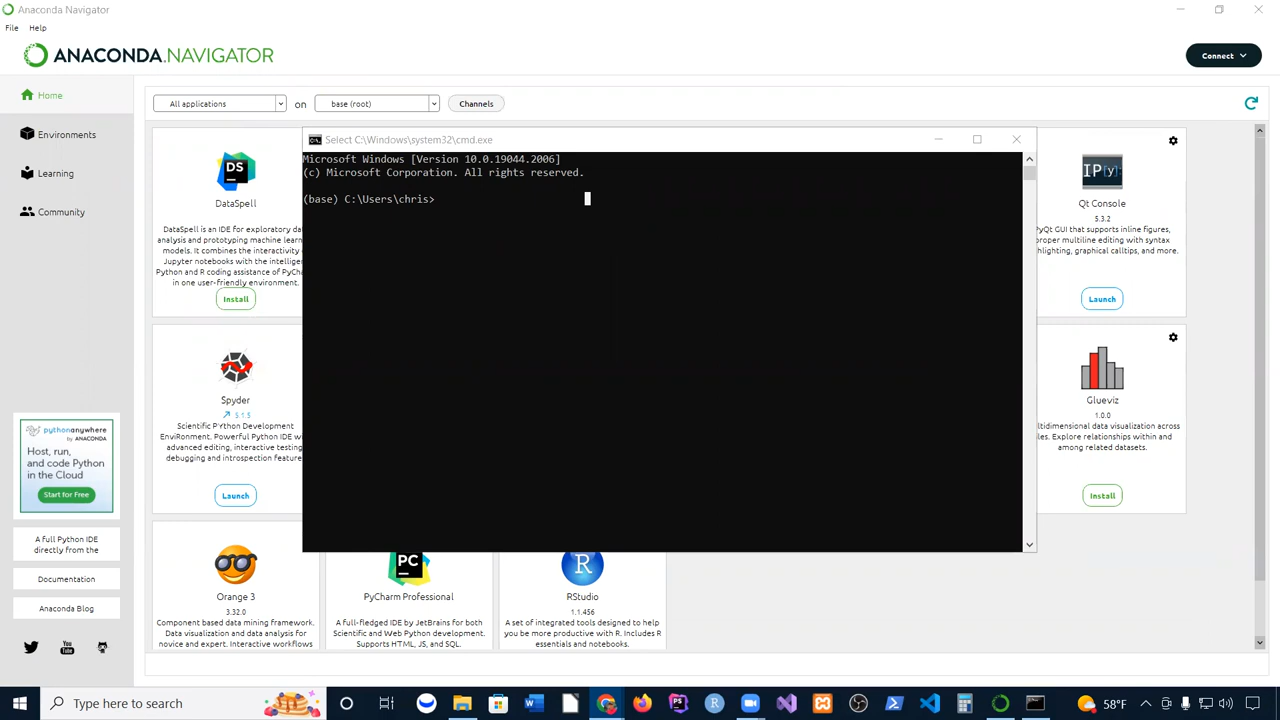 Anaconda Navigator
File Help
ANACONDA.NAVIGATOR
Connect
Home
Environments
Learning
Community
All applications
on
base (root)
Channels
DS
DataSpell
DataSpell is an IDE for exploratory da
analysis and prototyping machine learn
models. It combines the interactivity
Jupyter notebooks with the intelligen
Python and R coding assistance of PyCha
in one user-friendly environment.
Install
Select C:\Windows\system32\cmd.exe
Microsoft Windows [Version 10.0.19044.2006]
(c) Microsoft Corporation. All rights reserved.
(base) C:\Users\chris>
IP[y]:
Qt Console
5.3.2
PyQt GUI that supports inline figures,
proper multiline editing with syntax
hlighting, graphical calltips, and more.
Launch
Spyder
5.1.5
Scientific PYthon Development
EnviRonment. Powerful Python IDE wi
advanced editing, interactive testing
debugging and introspection feature
Launch
Glueviz
1.0.0
ltidimensional data visualization across
les. Explore relationships within and
among related datasets.
Install
pythonanywhere
by ANACONDA
Host, run,
and code Python
in the Cloud
Start for Free
A full Python IDE
directly from the
Documentation
Anaconda Blog
Orange 3
3.32.0
Component based data mining framework.
Data visualization and data analysis for
novice and expert. Interactive workflows
PC
PyCharm Professional
A full-fledged IDE by JetBrains for both
Scientific and Web Python development.
Supports HTML, JS, and SQL.
R
RStudio
1.1.456
A set of integrated tools designed to help
you be more productive with R. Includes R
essentials and notebooks.
Type here to search
58°F